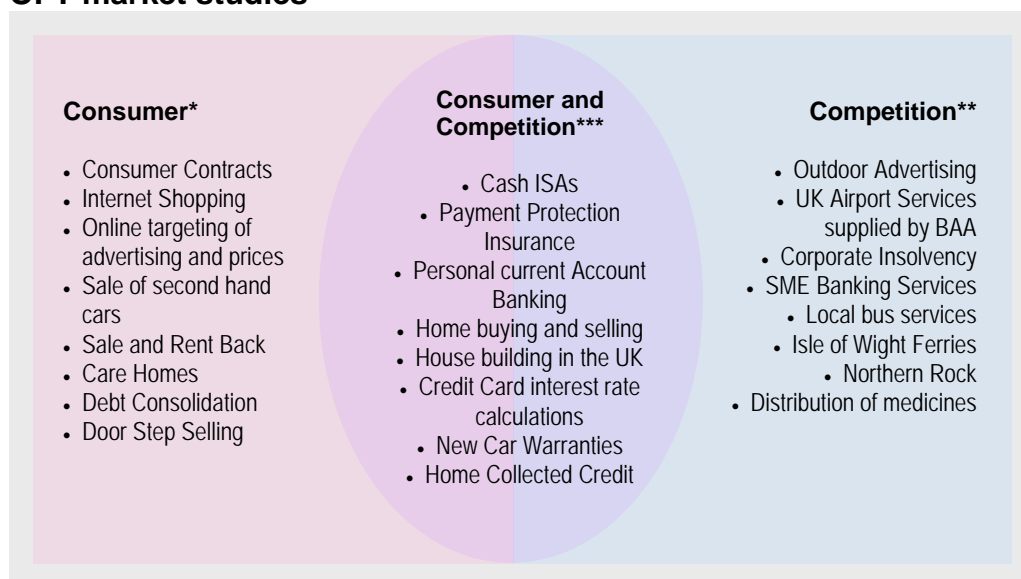 OFT market studies
Consumer*
• Consumer Contracts
• Internet Shopping
• Online targeting of
advertising and prices
• Sale of second hand
cars
• Sale and Rent Back
• Care Homes
• Debt Consolidation
• Door Step Selling
Consumer and
Competition***
• Cash ISAs
• Payment Protection
Insurance
• Personal current Account
Banking
• Home buying and selling
• House building in the UK
• Credit Card interest rate
calculations
• New Car Warranties
• Home Collected Credit
Competition**
• Outdoor Advertising
• UK Airport Services
supplied by BAA
• Corporate Insolvency
• SME Banking Services
• Local bus services
• Isle of Wight Ferries
• Northern Rock
• Distribution of medicines